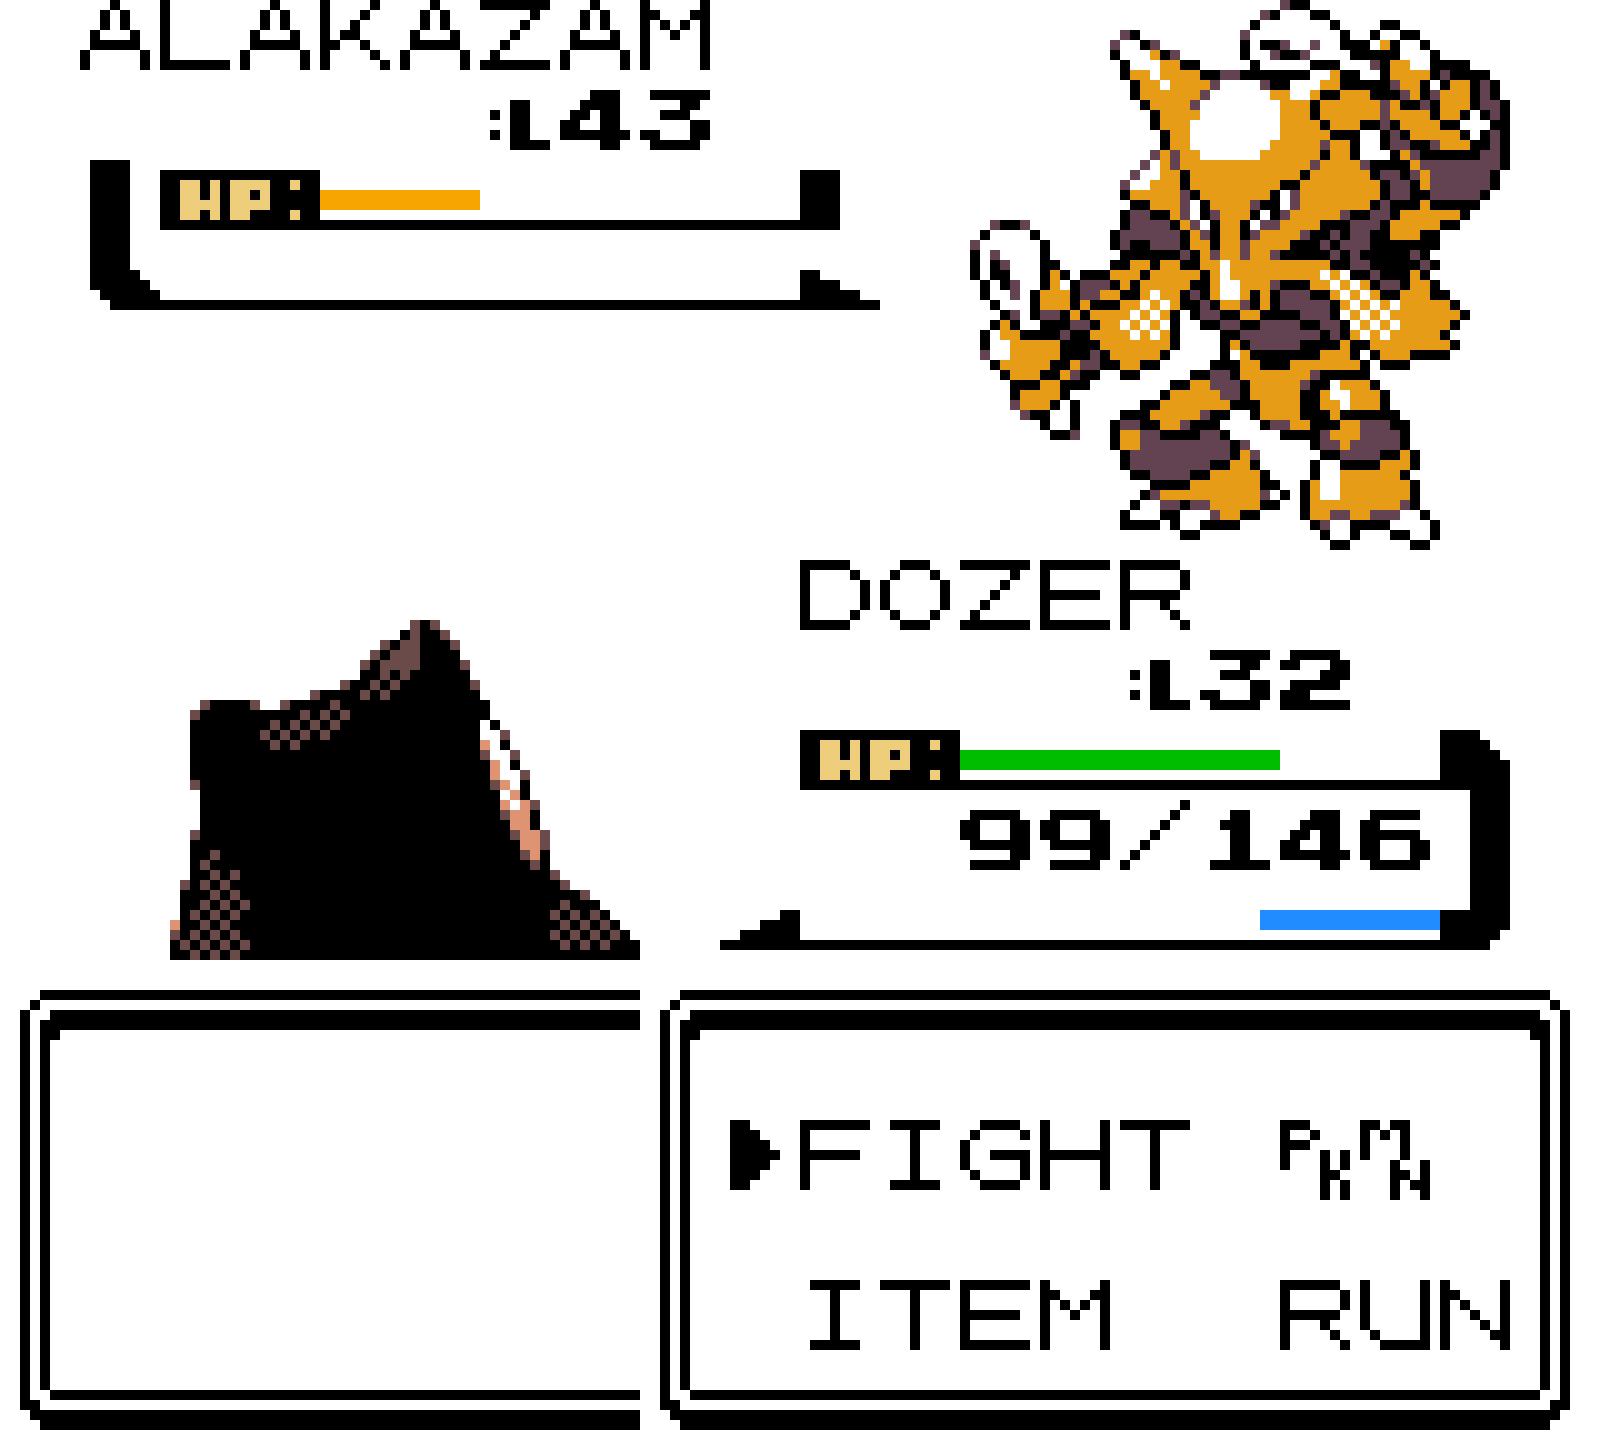 ALAKAZAM
:L43
HP:
DOZER
:L32
HP:
99/146
▶FIGHT PKMN
ITEM RUN